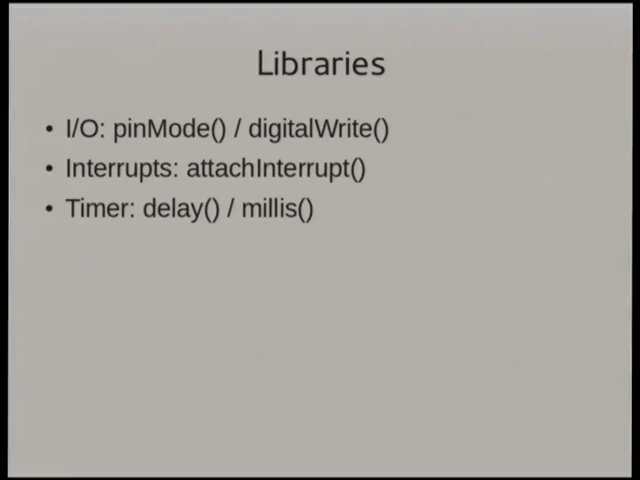 Libraries
• I/O: pinMode() / digitalWrite()
• Interrupts: attachInterrupt()
• Timer: delay() / millis()